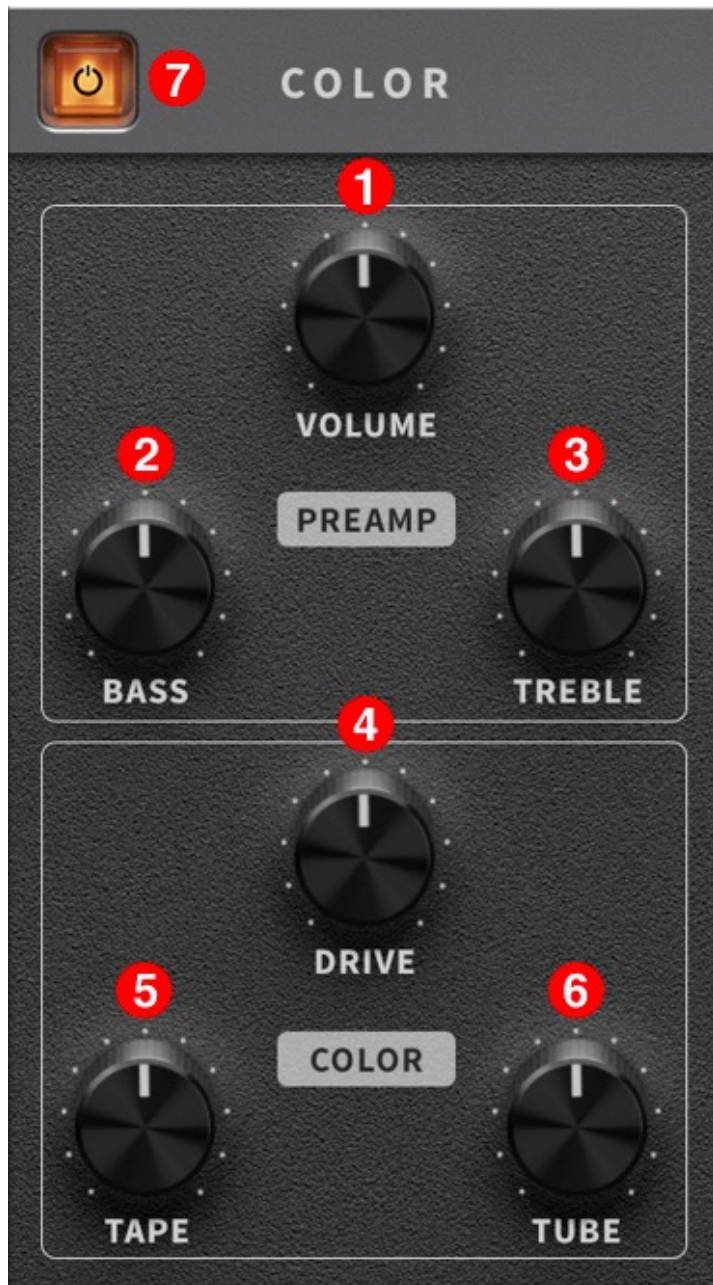 7 COLOR
1
VOLUME
2 3
PREAMP
BASS TREBLE
4
DRIVE
5 6
COLOR
TAPE TUBE